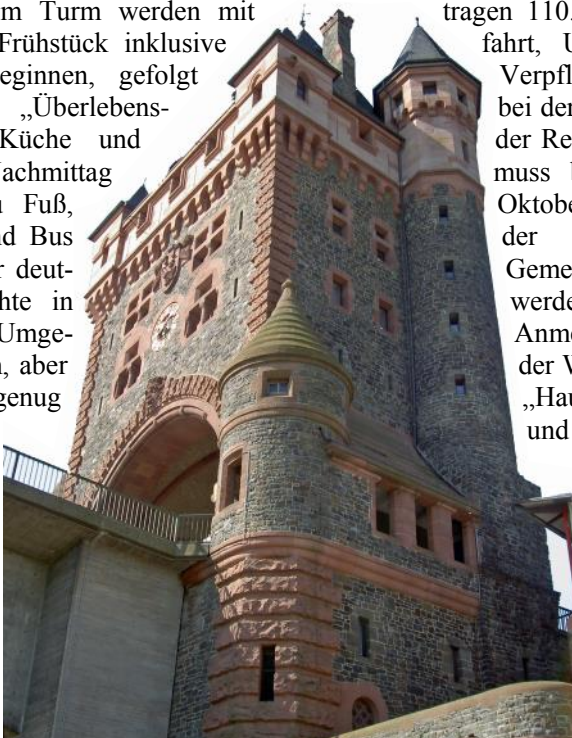 m Turm werden mit
Frühstück inklusive
eginnen, gefolgt
„Überlebens-
Küche und
Nachmittag
u Fuß,
nd Bus
r deut-
hte in
Umge-
n, aber
genug
tragen 110,
fahrt, U
Verpfl
bei der
der Re
muss
Oktobe
der
Geme
werde
Anme
der W
„Hau
und